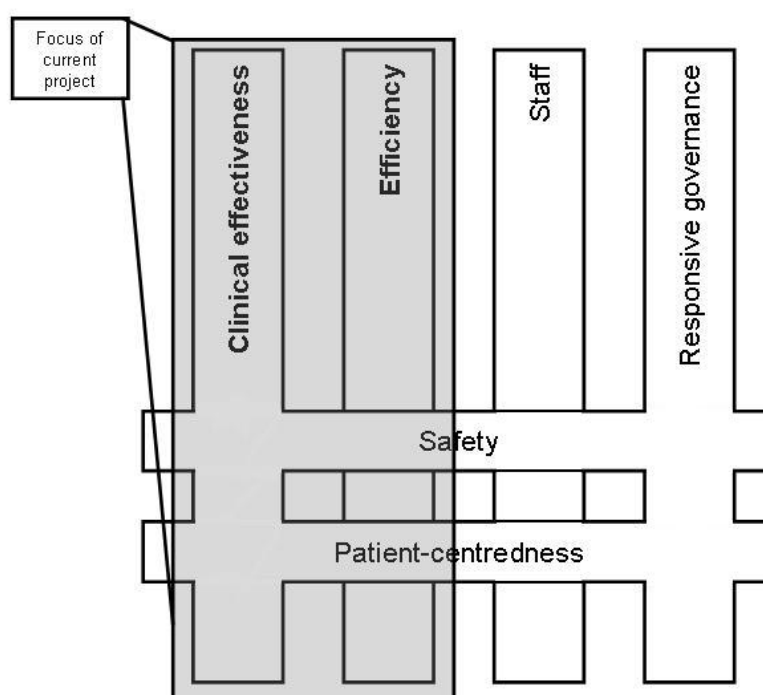 Focus of
current
project
Clinical effectiveness
Efficiency
Staff
Responsive governance
Safety
Patient-centredness